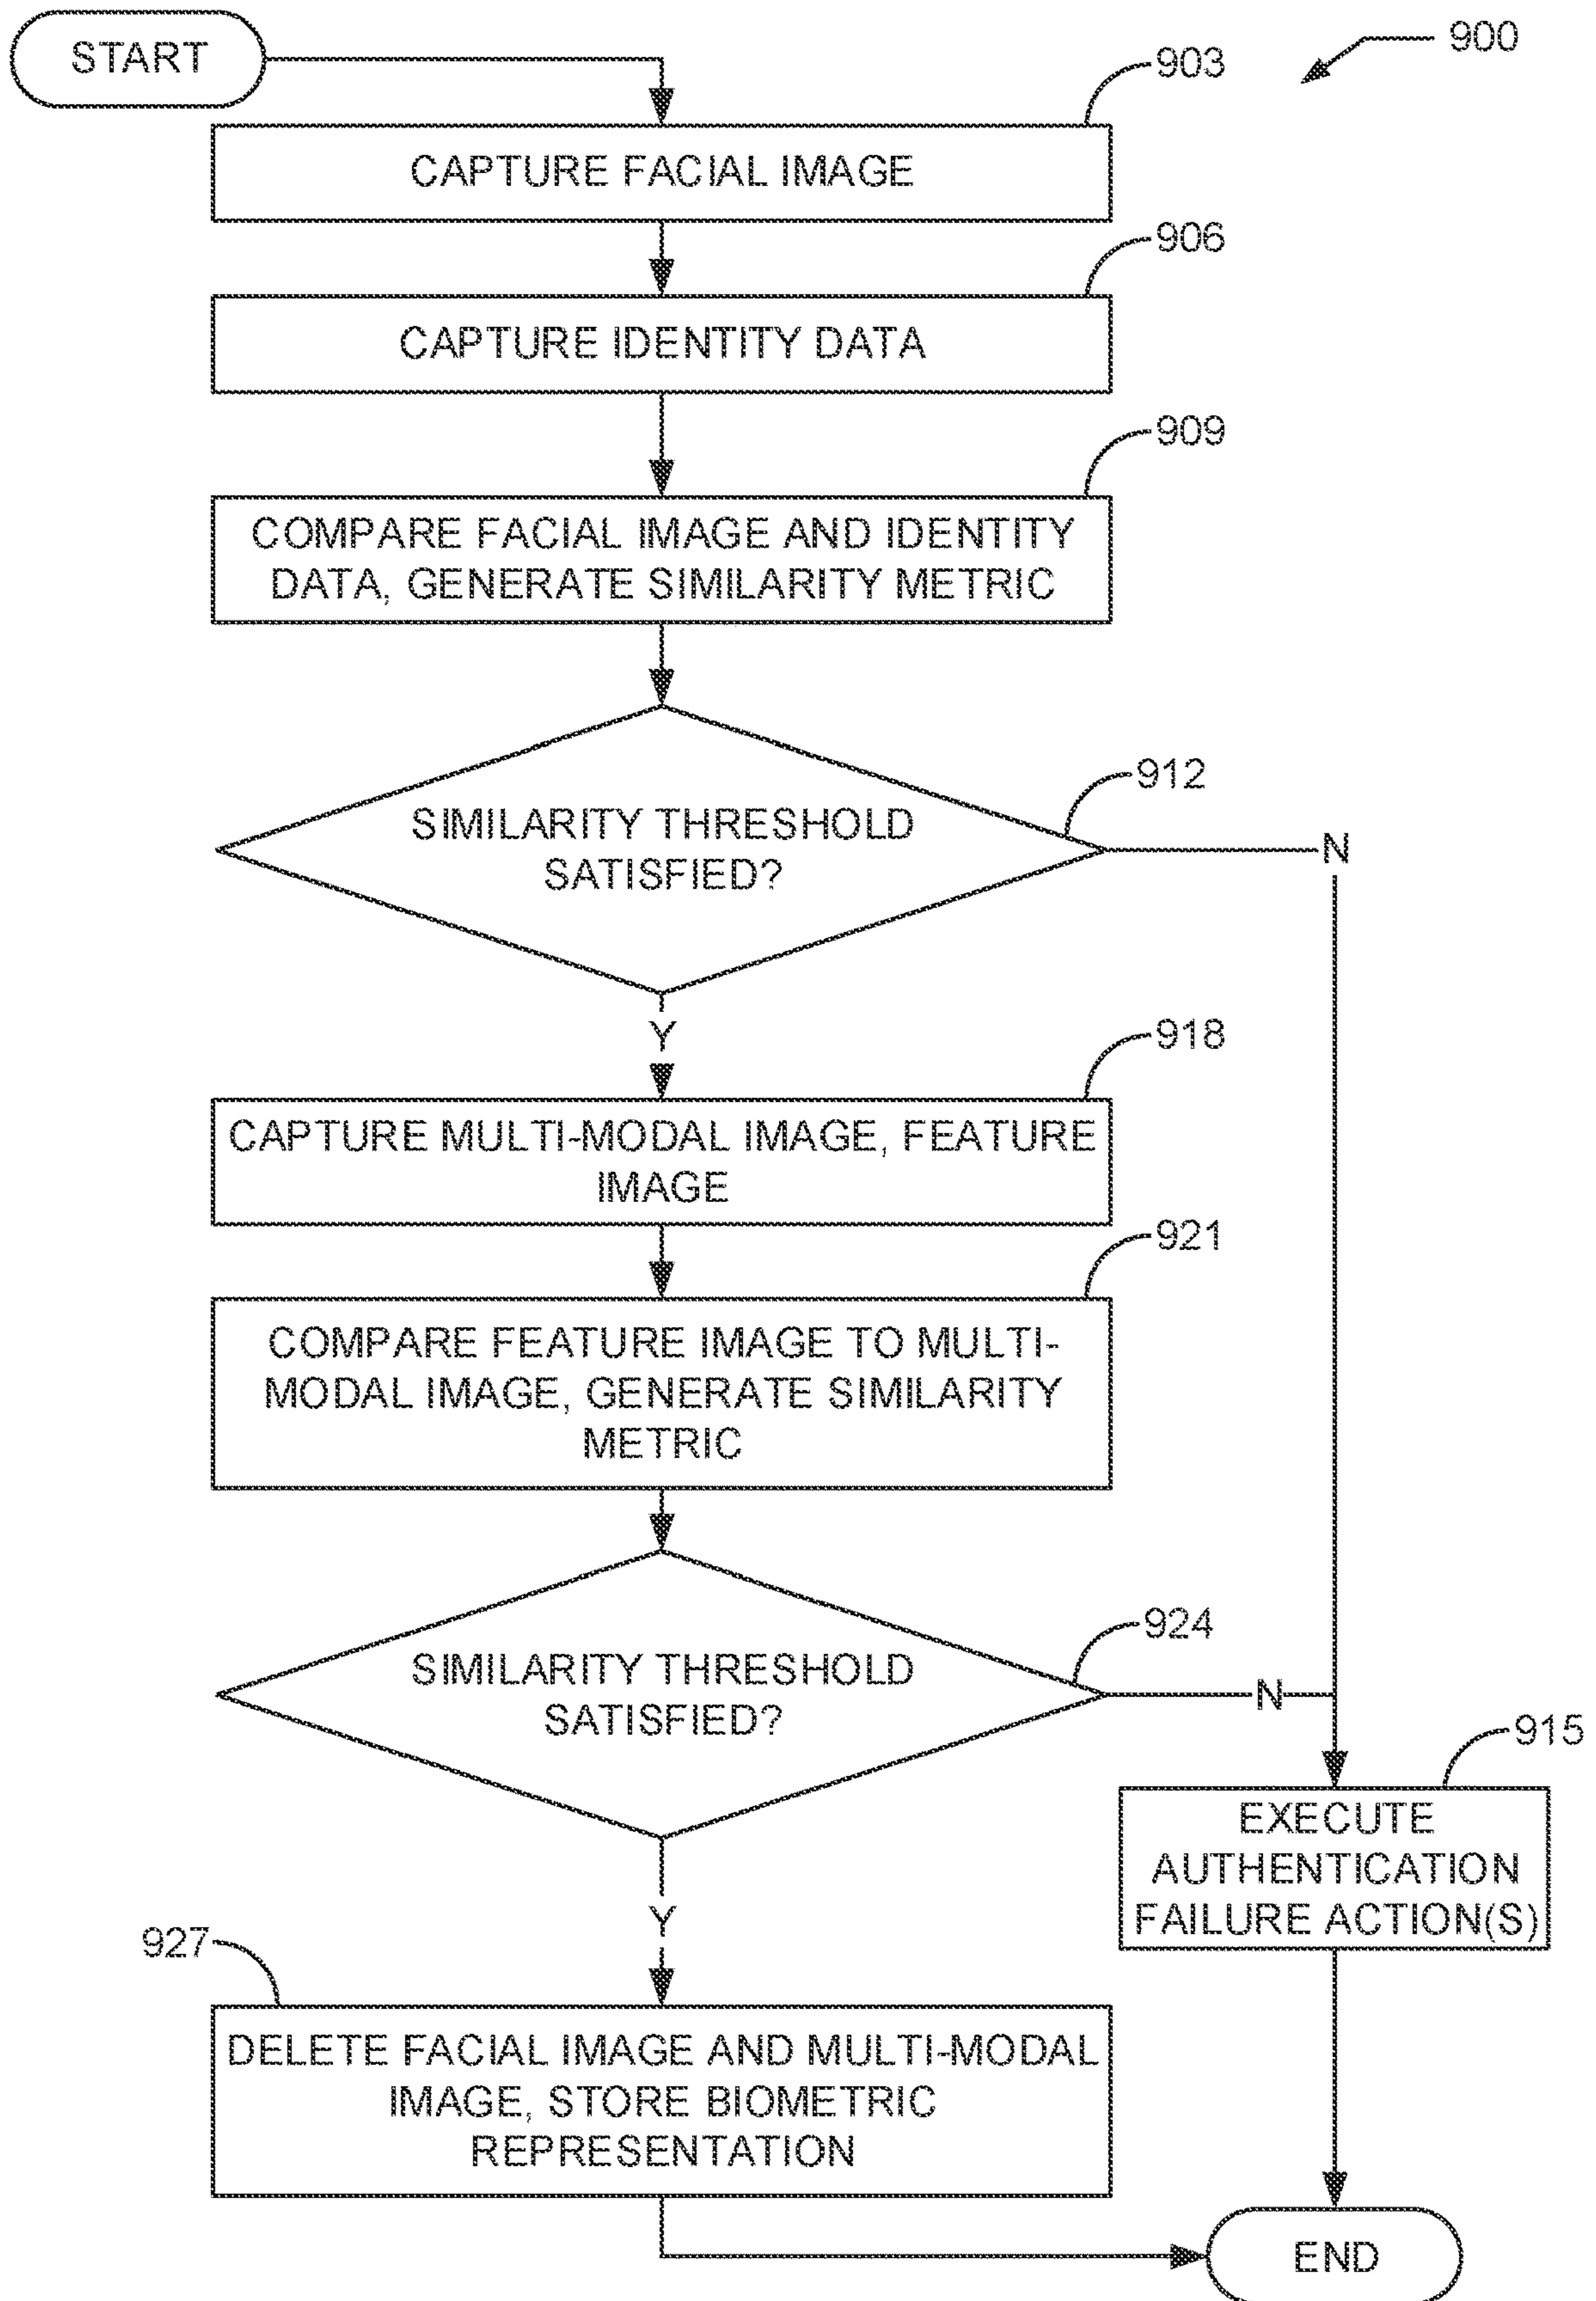 START
900
903
CAPTURE FACIAL IMAGE
906
CAPTURE IDENTITY DATA
909
COMPARE FACIAL IMAGE AND IDENTITY
DATA, GENERATE SIMILARITY METRIC
912
SIMILARITY THRESHOLD
SATISFIED?
N
Y
918
CAPTURE MULTI-MODAL IMAGE, FEATURE
IMAGE
921
COMPARE FEATURE IMAGE TO MULTI-
MODAL IMAGE, GENERATE SIMILARITY
METRIC
924
SIMILARITY THRESHOLD
SATISFIED?
N
915
EXECUTE
AUTHENTICATION
FAILURE ACTION(S)
Y
927
DELETE FACIAL IMAGE AND MULTI-MODAL
IMAGE, STORE BIOMETRIC
REPRESENTATION
END